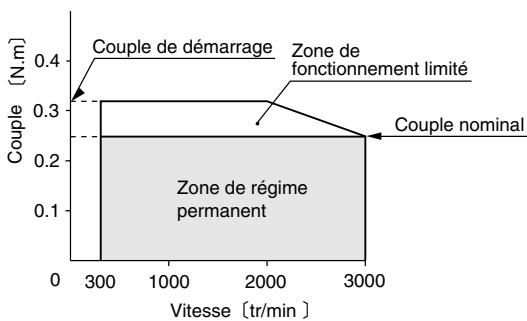 Couple [N.m]
0.4
0.3
0.2
0.1
0
Couple de démarrage
Zone de
fonctionnement limité
Couple nominal
Zone de régime
permanent
300
1000
2000
3000
Vitesse [tr/min ]